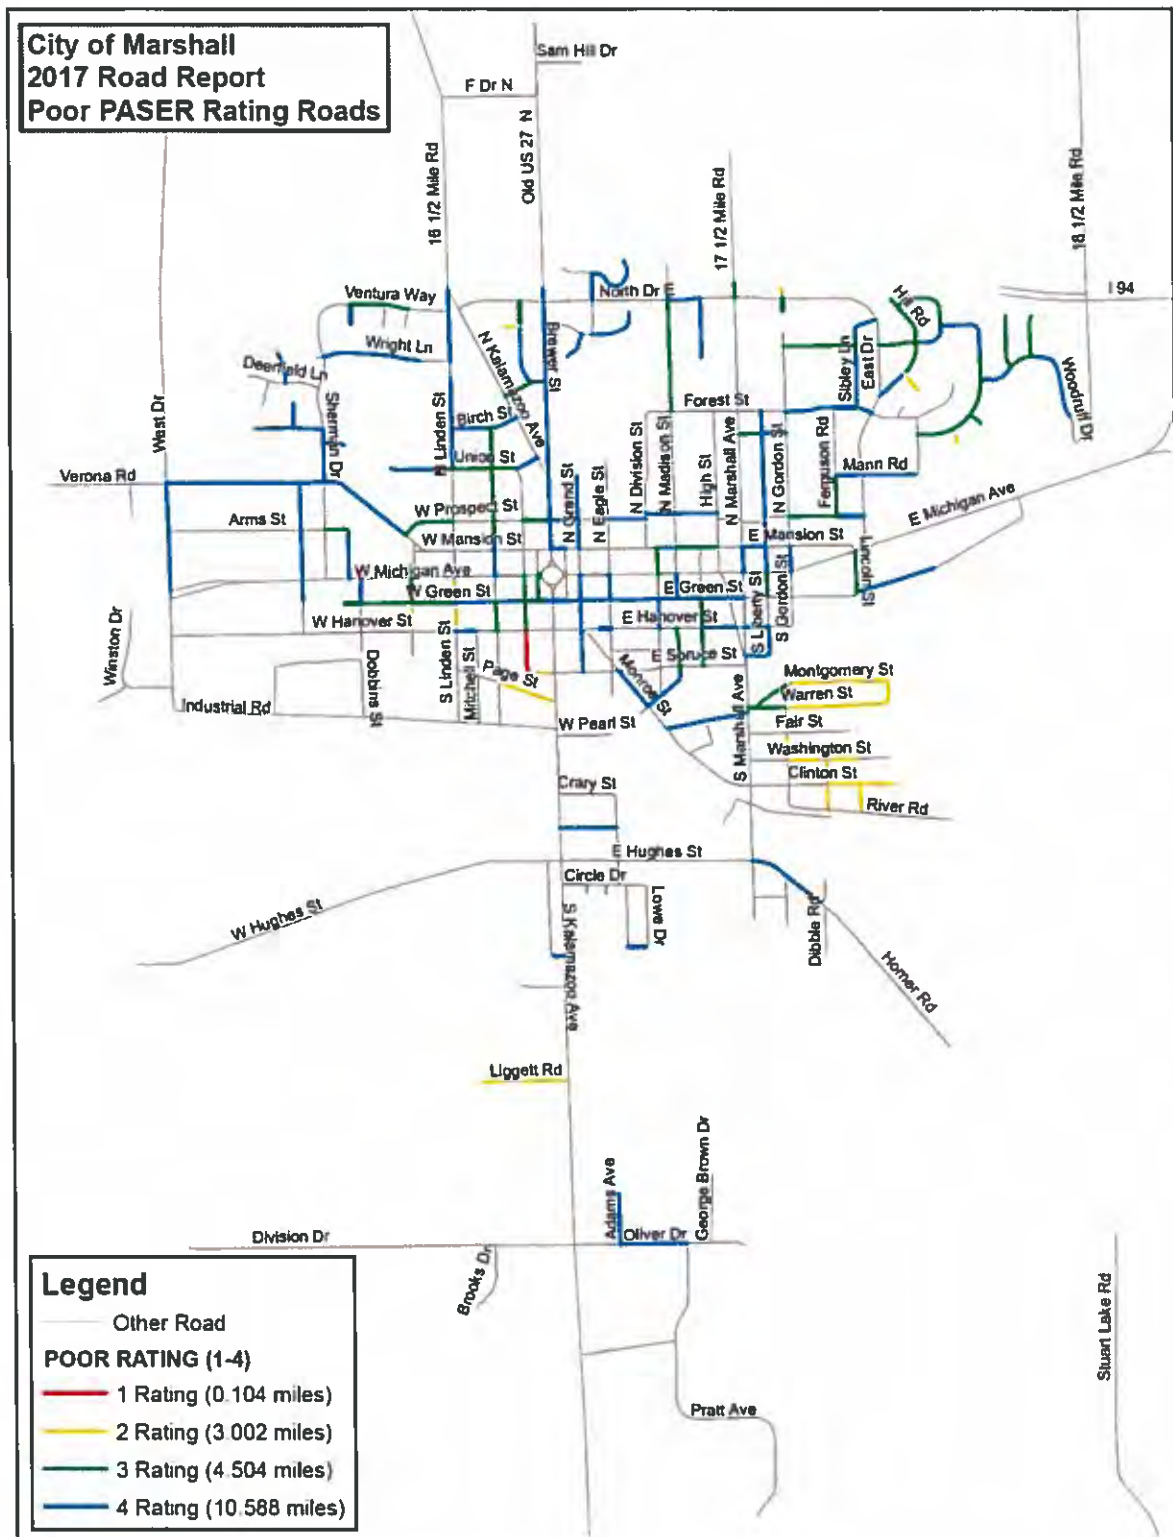 City of Marshall
2017 Road Report
Poor PASER Rating Roads
Sam Hill Dr
F Dr N
Old US 27 N
16 1/2 Mile Rd
17 1/2 Mile Rd
18 1/2 Mile Rd
I 94
Ventura Way
North Dr E
Hill Rd
Wright Ln
N Kalamazoo Ave
Brewer St
Sibley Ln
East Dr
Woodruff Dr
Deerfield Ln
Sherman Dr
West Dr
N Linden St
Birch St
Forest St
Union St
N Division St
N Madison St
High St
N Marshall Ave
N Gordon St
Ferguson Rd
Mann Rd
Verona Rd
N Grand St
N Eagle St
E Michigan Ave
Arms St
W Prospect St
W Mansion St
E Mansion St
Lincoln St
W Michigan Ave
W Green St
E Green St
S Liberty St
S Gordon St
W Hanover St
E Hanover St
Winston Dr
Dobbins St
S Linden St
Mitchell St
Page St
Monroe St
E Spruce St
Montgomery St
Warren St
Industrial Rd
W Pearl St
S Marshall Ave
Fair St
Washington St
Clinton St
River Rd
Crary St
E Hughes St
Circle Dr
Lowe Dr
W Hughes St
S Kalamazoo Ave
Dibble Rd
Homer Rd
Liggett Rd
Adams Ave
George Brown Dr
Oliver Dr
Division Dr
Brooks Dr
Stuart Lake Rd
Pratt Ave
Legend
Other Road
POOR RATING (1-4)
1 Rating (0.104 miles)
2 Rating (3.002 miles)
3 Rating (4.504 miles)
4 Rating (10.588 miles)